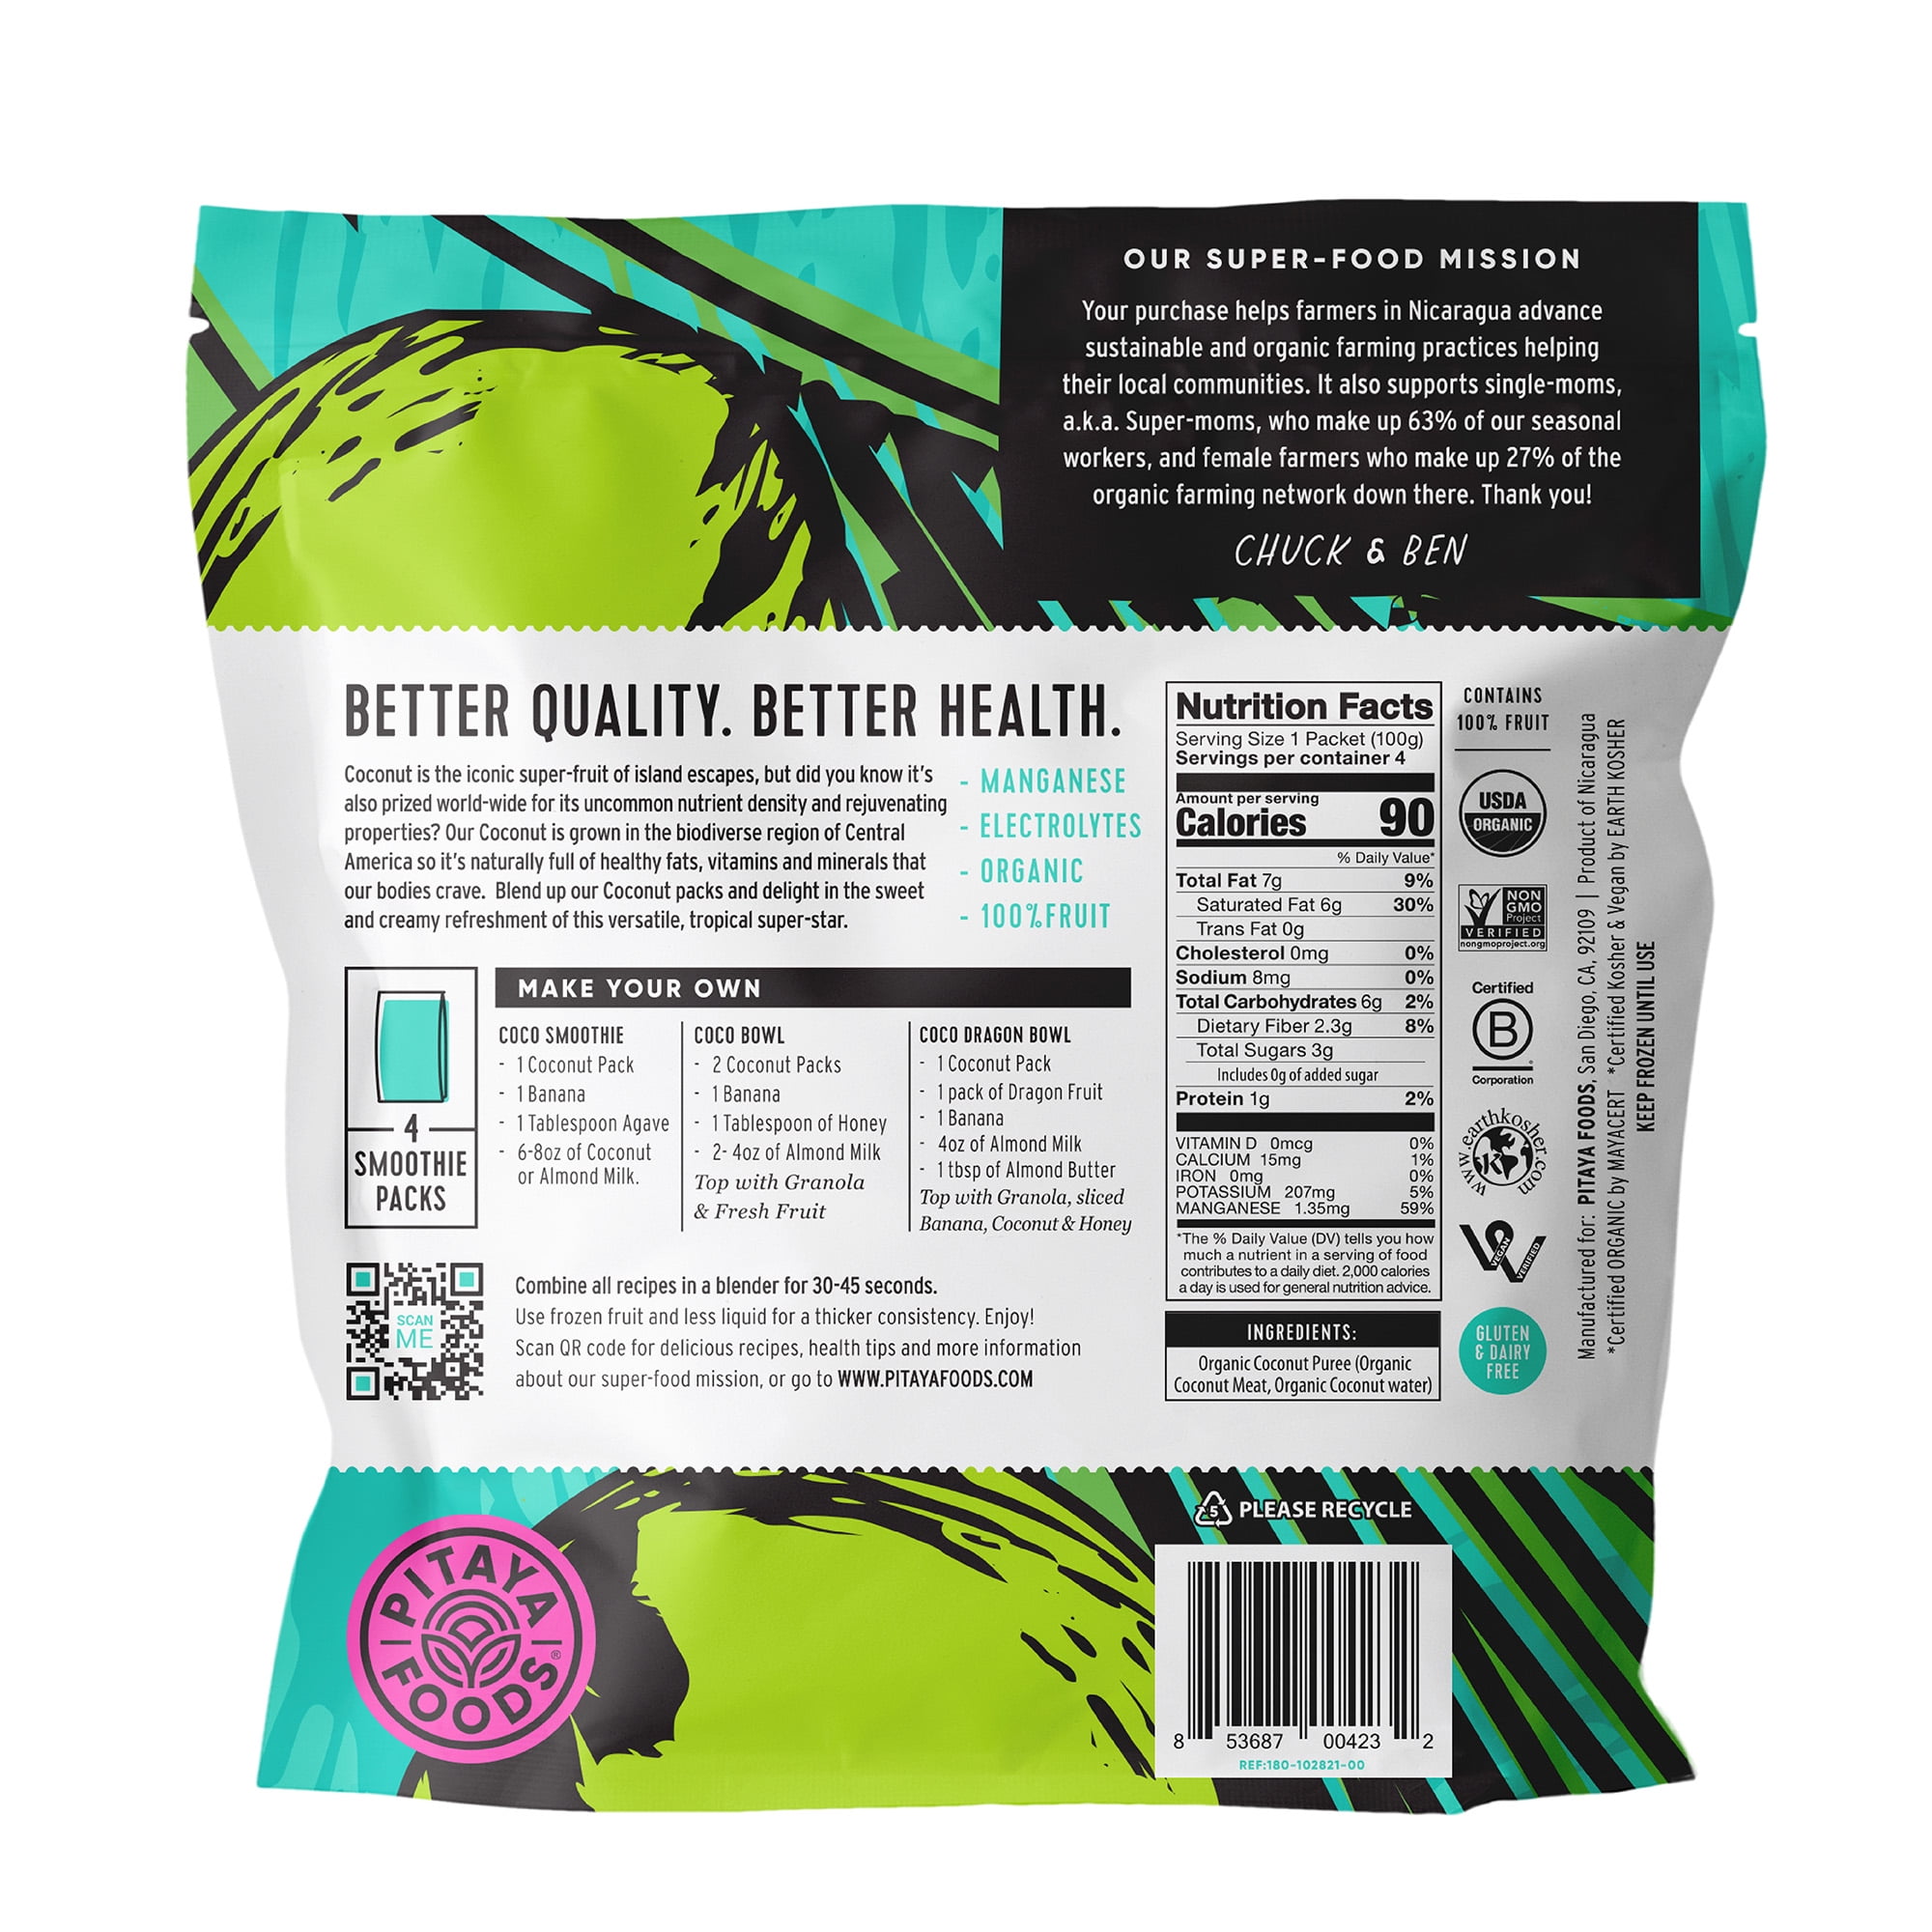 OUR SUPER-FOOD MISSION
Your purchase helps farmers in Nicaragua advance
sustainable and organic farming practices helping
their local communities. It also supports single-moms,
a.k.a. Super-moms, who make up 63% of our seasonal
workers, and female farmers who make up 27% of the
organic farming network down there. Thank you!
CHUCK & BEN
BETTER QUALITY. BETTER HEALTH.
Coconut is the iconic super-fruit of island escapes, but did you know it's
also prized world-wide for its uncommon nutrient density and rejuvenating
properties? Our Coconut is grown in the biodiverse region of Central
America so it's naturally full of healthy fats, vitamins and minerals that
our bodies crave. Blend up our Coconut packs and delight in the sweet
and creamy refreshment of this versatile, tropical super-star.
- MANGANESE
- ELECTROLYTES
- ORGANIC
- 100%FRUIT
4
SMOOTHIE
PACKS
MAKE YOUR OWN
COCO SMOOTHIE
- 1 Coconut Pack
- 1 Banana
- 1 Tablespoon Agave
- 6-8oz of Coconut
or Almond Milk.
COCO BOWL
- 2 Coconut Packs
- 1 Banana
- 1 Tablespoon of Honey
- 2- 4oz of Almond Milk
Top with Granola
& Fresh Fruit
COCO DRAGON BOWL
- 1 Coconut Pack
- 1 pack of Dragon Fruit
- 1 Banana
- 4oz of Almond Milk
- 1 tbsp of Almond Butter
Top with Granola, sliced
Banana, Coconut & Honey
SCAN
ME
Combine all recipes in a blender for 30-45 seconds.
Use frozen fruit and less liquid for a thicker consistency. Enjoy!
Scan QR code for delicious recipes, health tips and more information
about our super-food mission, or go to WWW.PITAYAFOODS.COM
Nutrition Facts
Serving Size 1 Packet (100g)
Servings per container 4
Amount per serving
Calories 90
% Daily Value*
Total Fat 7g 9%
Saturated Fat 6g 30%
Trans Fat 0g
Cholesterol 0mg 0%
Sodium 8mg 0%
Total Carbohydrates 6g 2%
Dietary Fiber 2.3g 8%
Total Sugars 3g
Includes 0g of added sugar
Protein 1g 2%
VITAMIN D 0mcg 0%
CALCIUM 15mg 1%
IRON 0mg 0%
POTASSIUM 207mg 5%
MANGANESE 1.35mg 59%
*The % Daily Value (DV) tells you how
much a nutrient in a serving of food
contributes to a daily diet. 2,000 calories
a day is used for general nutrition advice.
INGREDIENTS:
Organic Coconut Puree (Organic
Coconut Meat, Organic Coconut water)
CONTAINS
100% FRUIT
USDA
ORGANIC
NON
GMO
Project
VERIFIED
nongmoproject.org
Certified
B
®
Corporation
www.earthkosher.com
K
VEGAN
VERIFIED
GLUTEN
& DAIRY
FREE
Manufactured for: PITAYA FOODS, San Diego, CA, 92109 | Product of Nicaragua
*Certified ORGANIC by MAYACERT *Certified Kosher & Vegan by EARTH KOSHER
KEEP FROZEN UNTIL USE
PITAYA
FOODS®
5 PLEASE RECYCLE
8 53687 00423 2
REF:180-102821-00